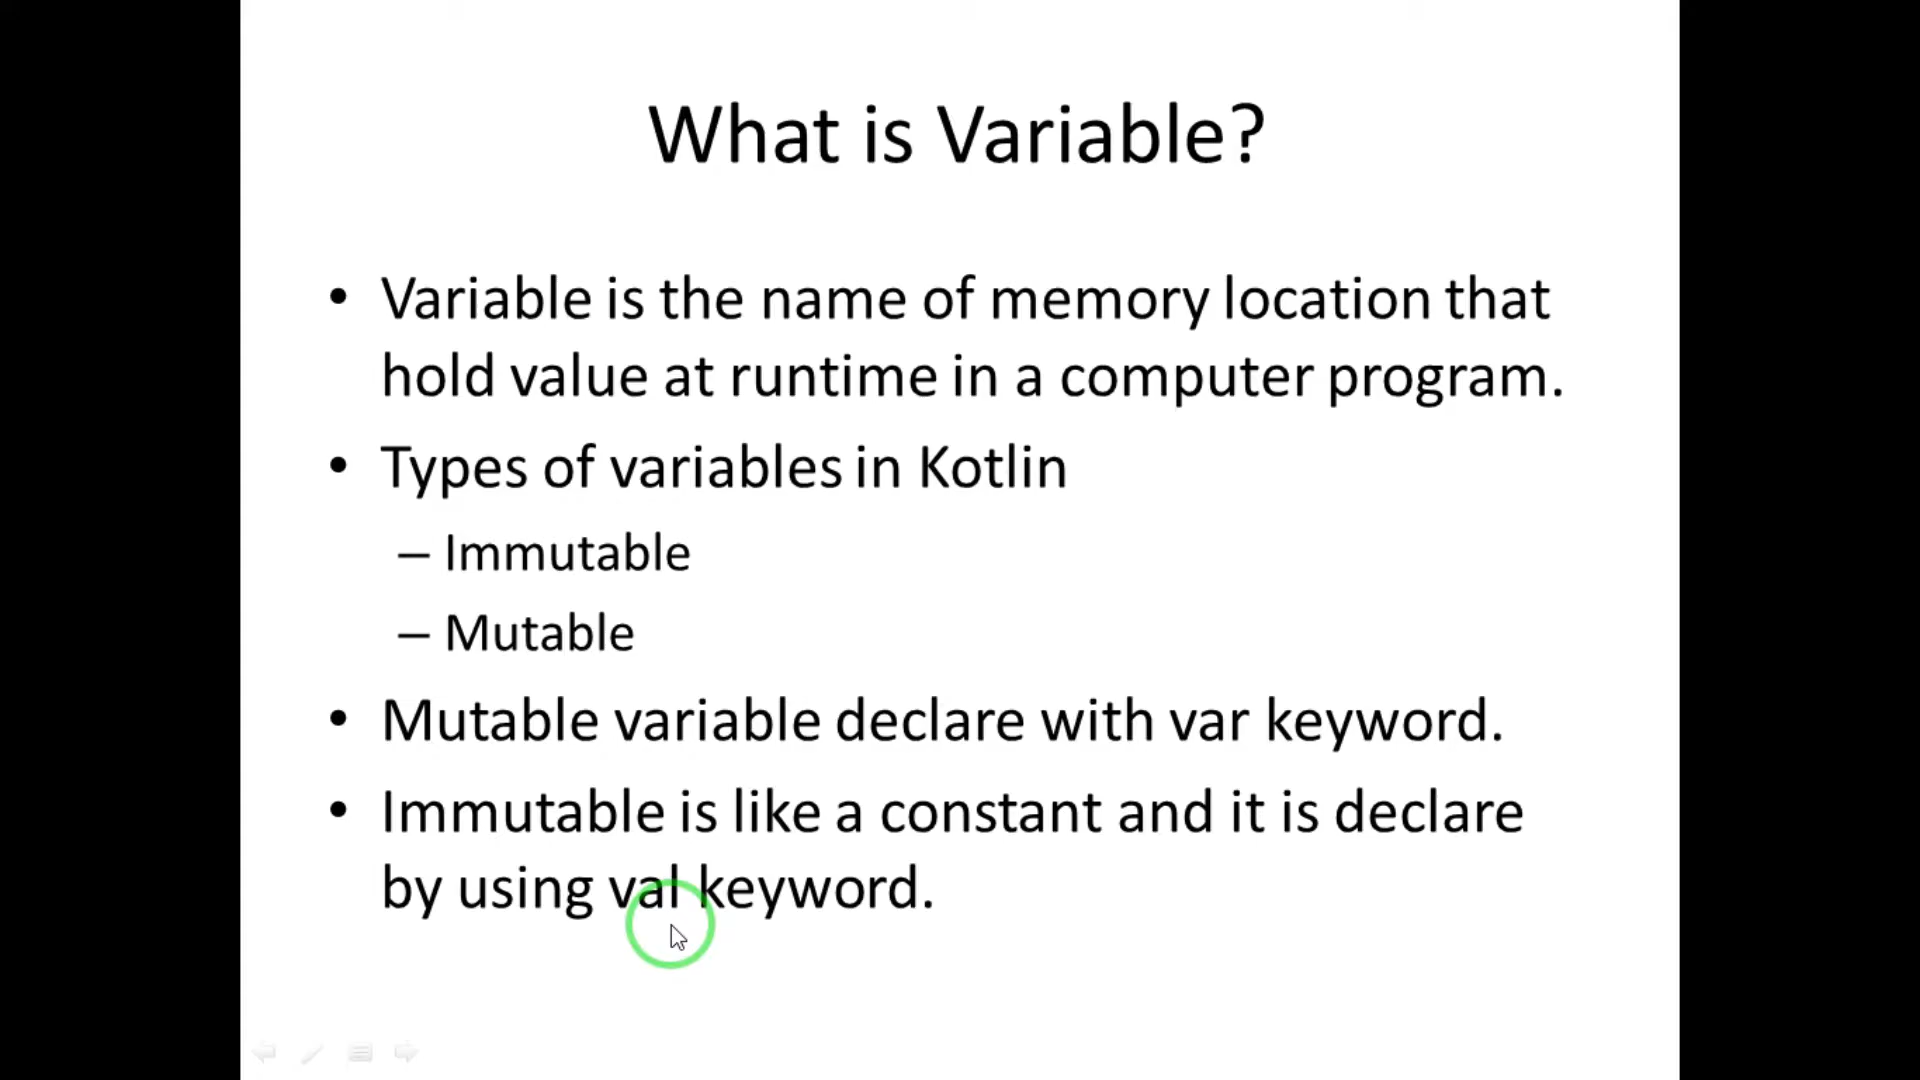 What is Variable?
• Variable is the name of memory location that
hold value at runtime in a computer program.
• Types of variables in Kotlin
– Immutable
– Mutable
• Mutable variable declare with var keyword.
• Immutable is like a constant and it is declare
by using val keyword.